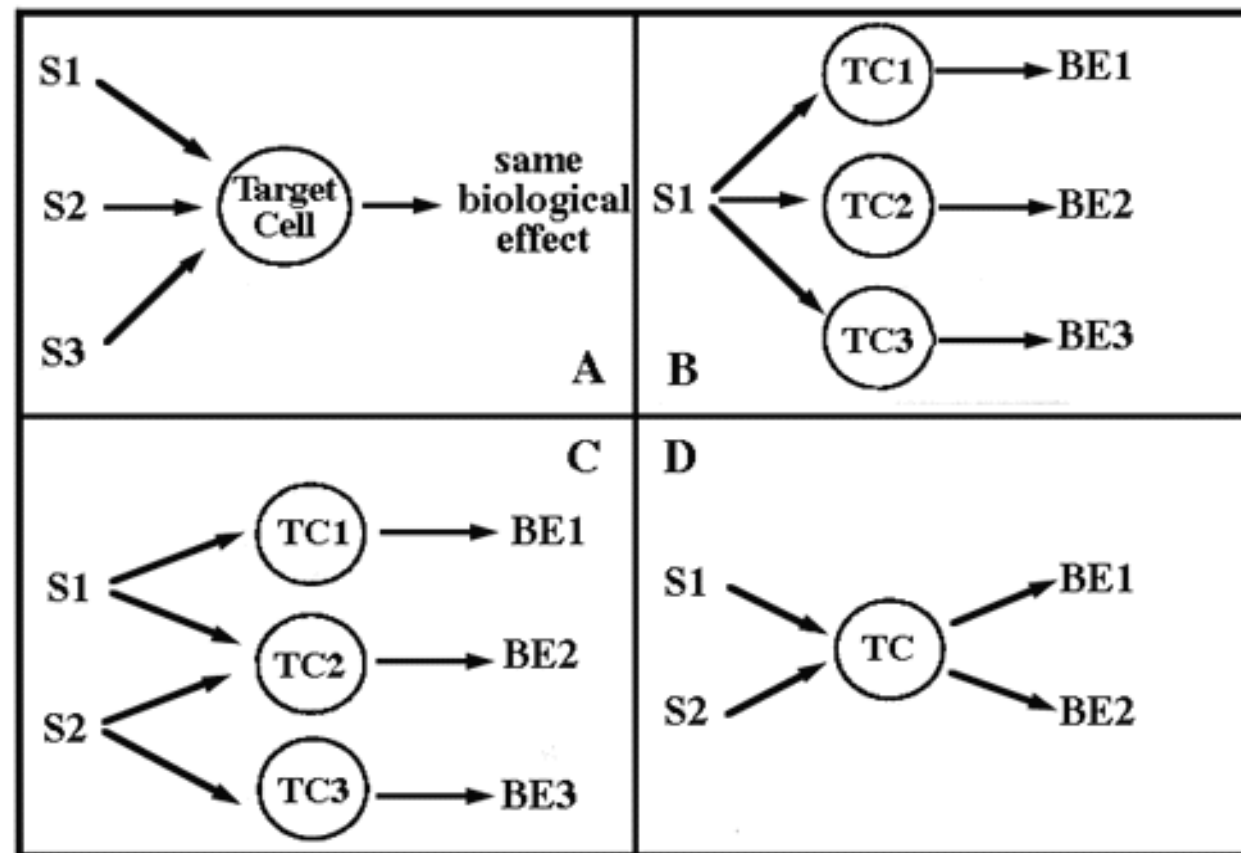 S1
S2
S3
Target
Cell
same
biological
effect
A
S1
TC1
BE1
TC2
BE2
TC3
BE3
B
C
S1
S2
TC1
BE1
TC2
BE2
TC3
BE3
D
S1
S2
TC
BE1
BE2